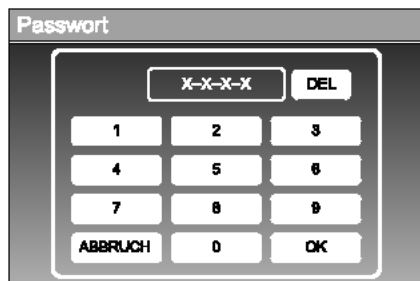 Passwort
X-X-X-X DEL
1 2 3
4 5 6
7 8 9
ABBRUCH 0 OK